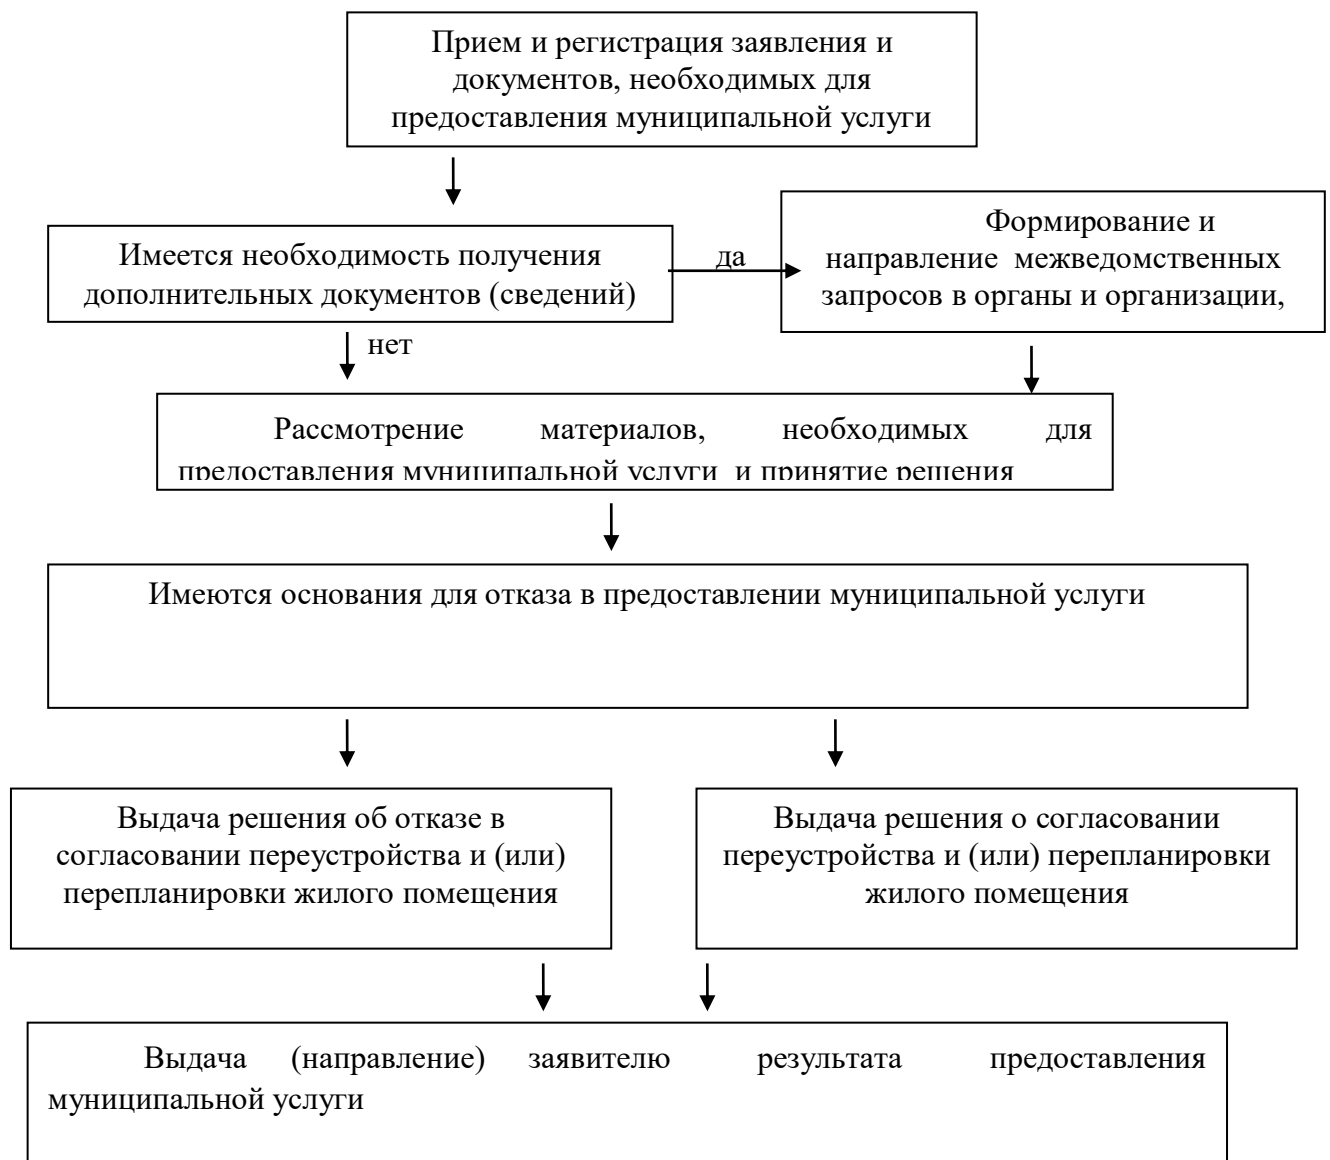 Прием и регистрация заявления и
документов, необходимых для
предоставления муниципальной услуги
Имеется необходимость получения
дополнительных документов (сведений)
да
Формирование и
направление межведомственных
запросов в органы и организации,
нет
Рассмотрение материалов, необходимых для
предоставления муниципальной услуги и принятие решения
Имеются основания для отказа в предоставлении муниципальной услуги
Выдача решения об отказе в
согласовании переустройства и (или)
перепланировки жилого помещения
Выдача решения о согласовании
переустройства и (или) перепланировки
жилого помещения
Выдача (направление) заявителю результата предоставления
муниципальной услуги